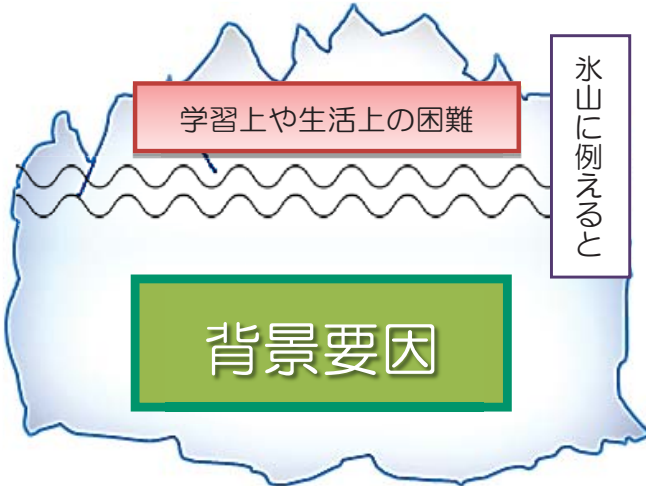 氷山に例えると
学習上や生活上の困難
背景要因